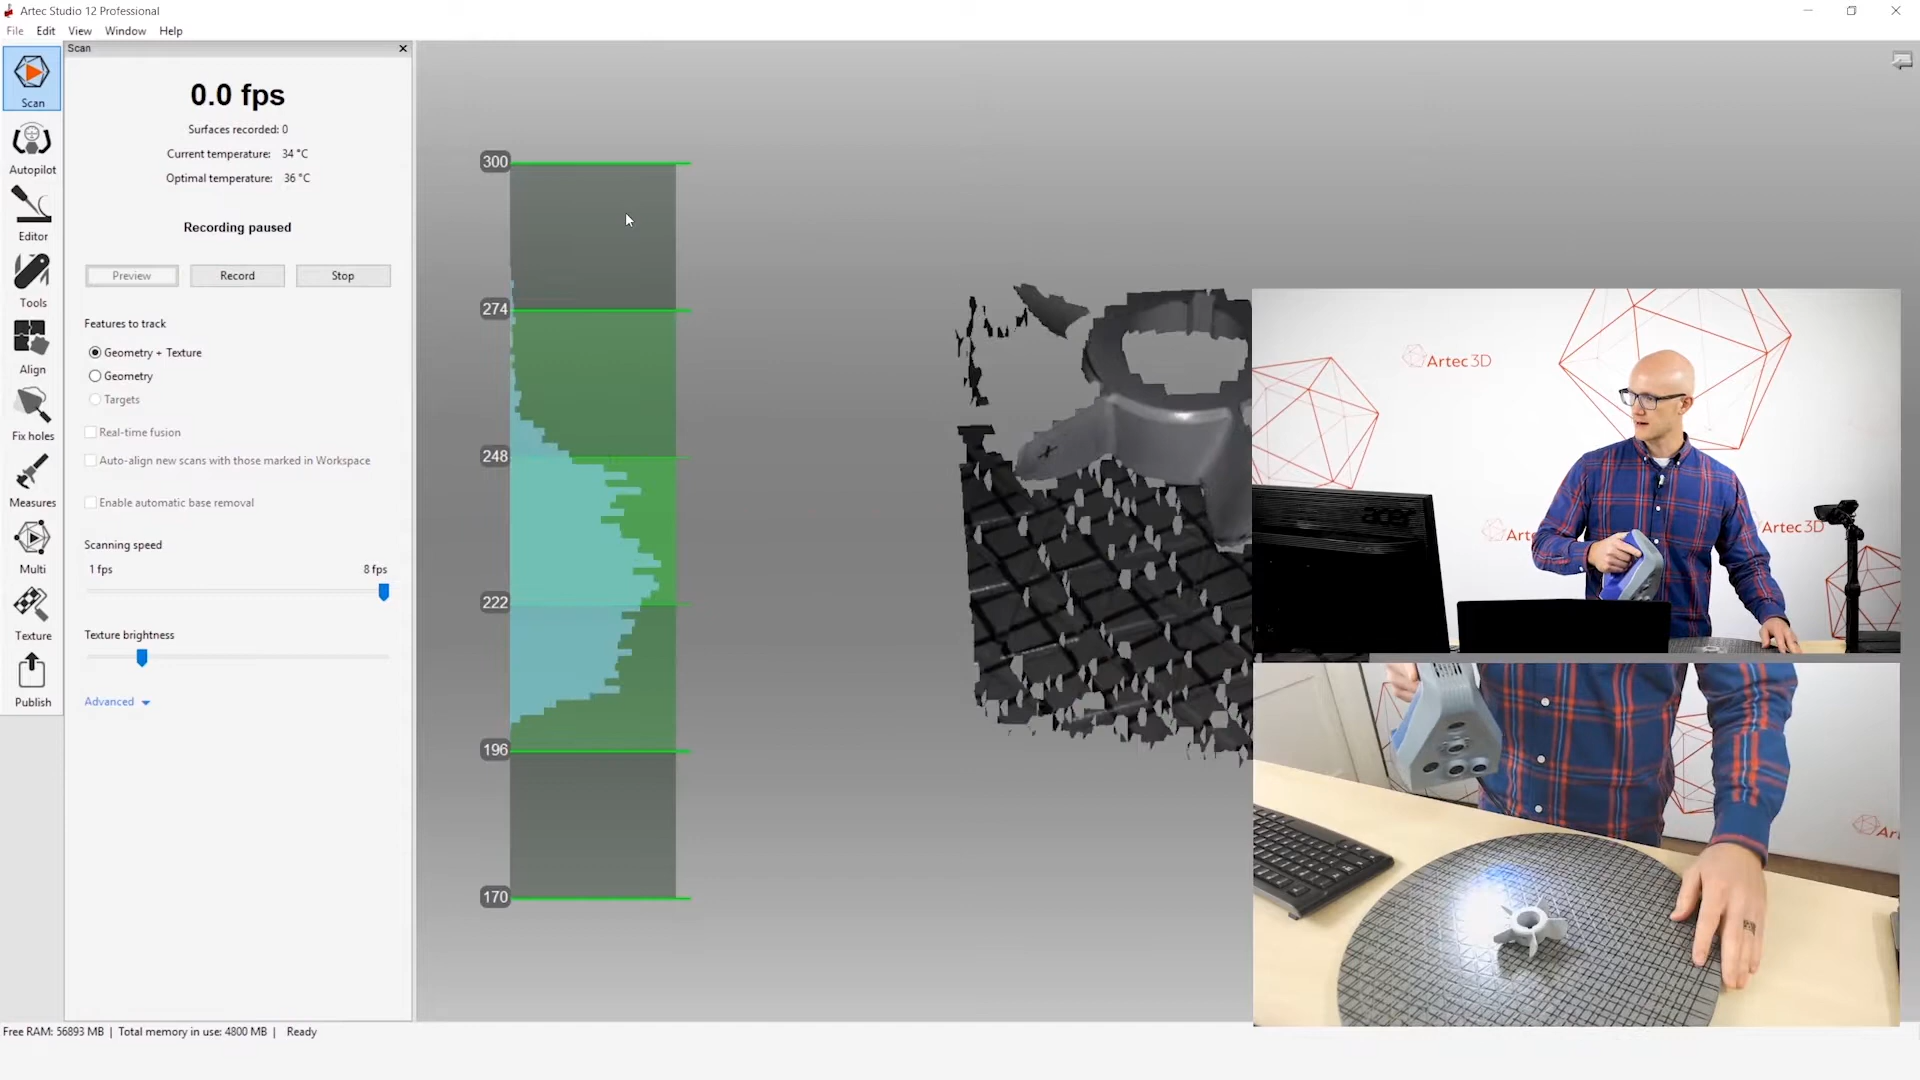 Artec Studio 12 Professional
File Edit View Window Help
Scan
Scan
Autopilot
Editor
Tools
Align
Fix holes
Measures
Multi
Texture
Publish
0.0 fps
Surfaces recorded: 0
Current temperature: 34 °C
Optimal temperature: 36 °C
Recording paused
Preview Record Stop
Features to track
Geometry + Texture
Geometry
Targets
Real-time fusion
Auto-align new scans with those marked in Workspace
Enable automatic base removal
Scanning speed
1 fps 8 fps
Texture brightness
Advanced
300
274
248
222
196
170
Artec3D
acer
Arte
Artec3D
Ar
Free RAM: 56893 MB | Total memory in use: 4800 MB | Ready